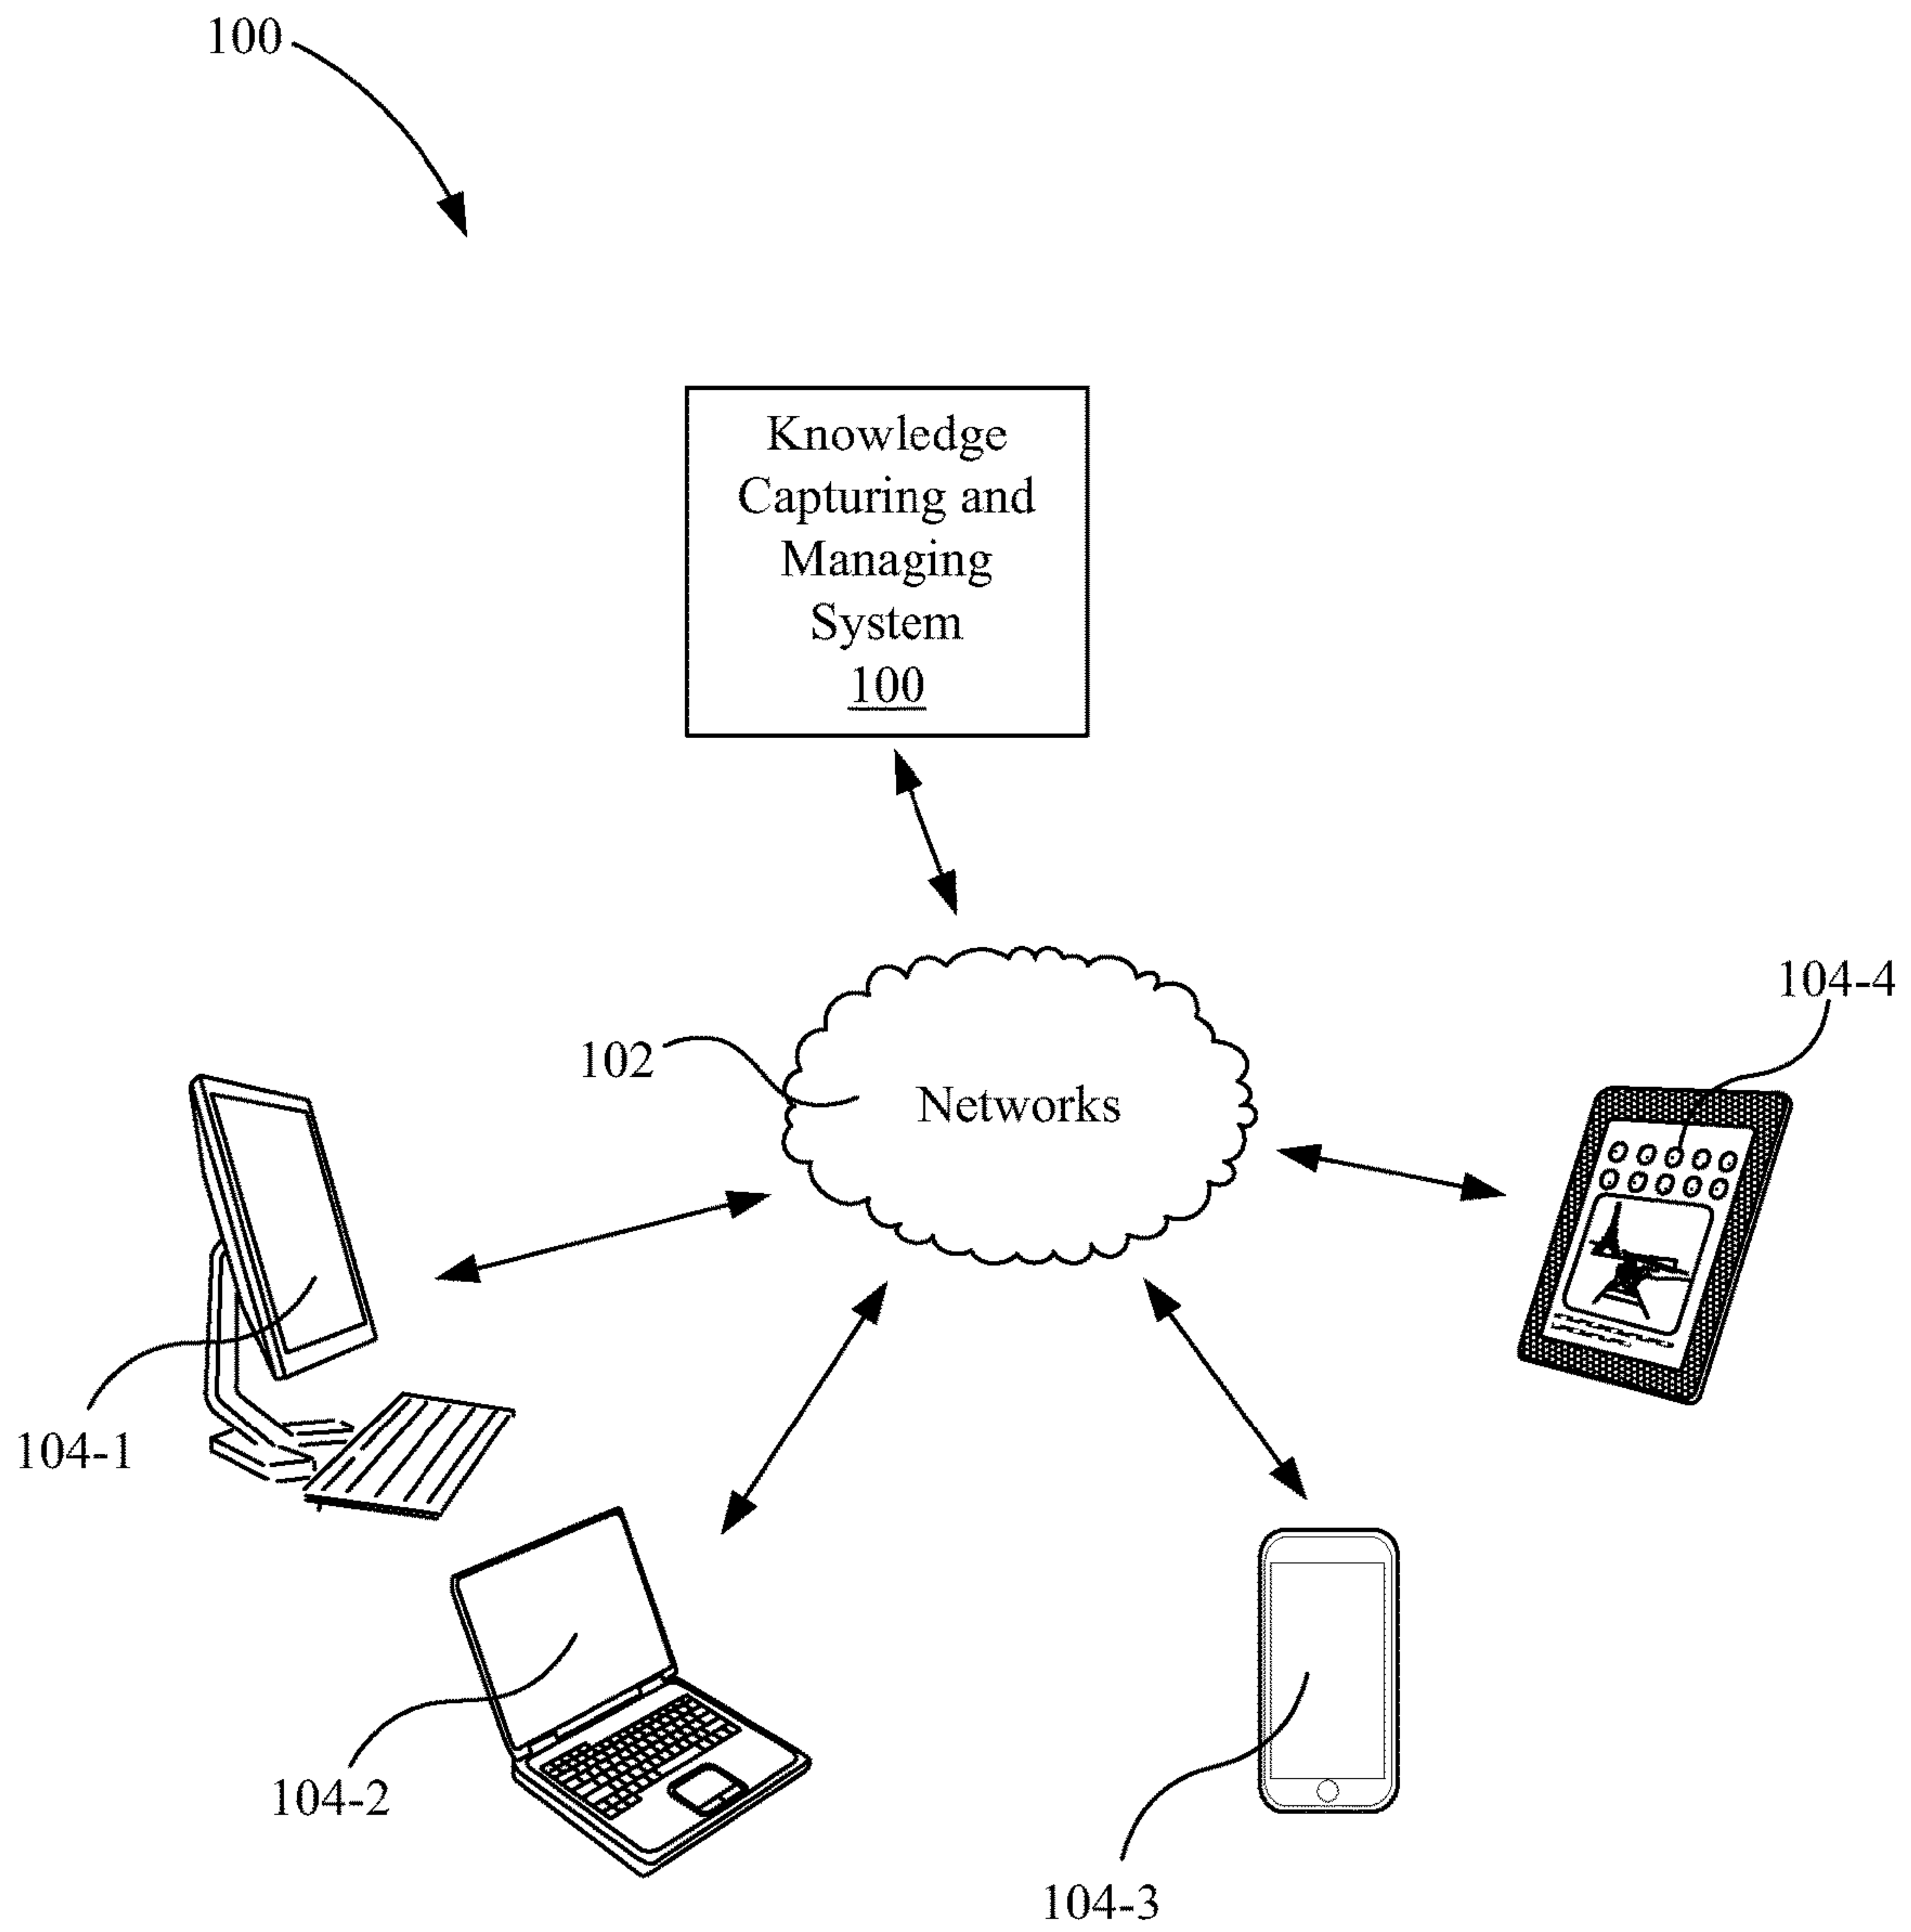 100
Knowledge
Capturing and
Managing
System
100
104-4
102
Networks
104-1
104-2
104-3